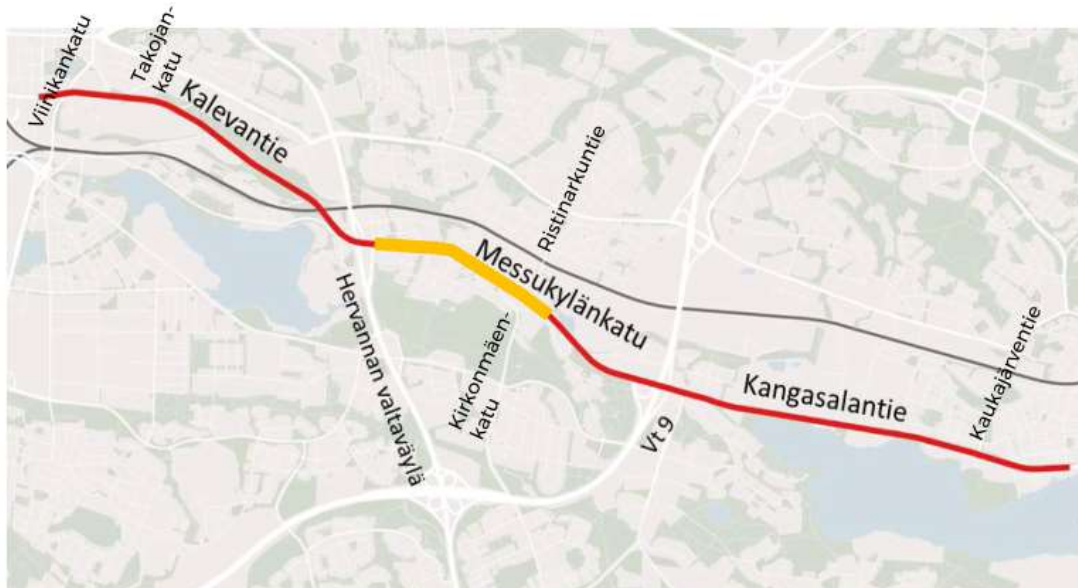 Viinikankatu
Takojan-
katu
Kalevantie
Ristinarkuntie
Messukylänkatu
Hervannan valtaväylä
Kirkonmäen-
katu
Vt 9
Kangasalantie
Kaukajärventie